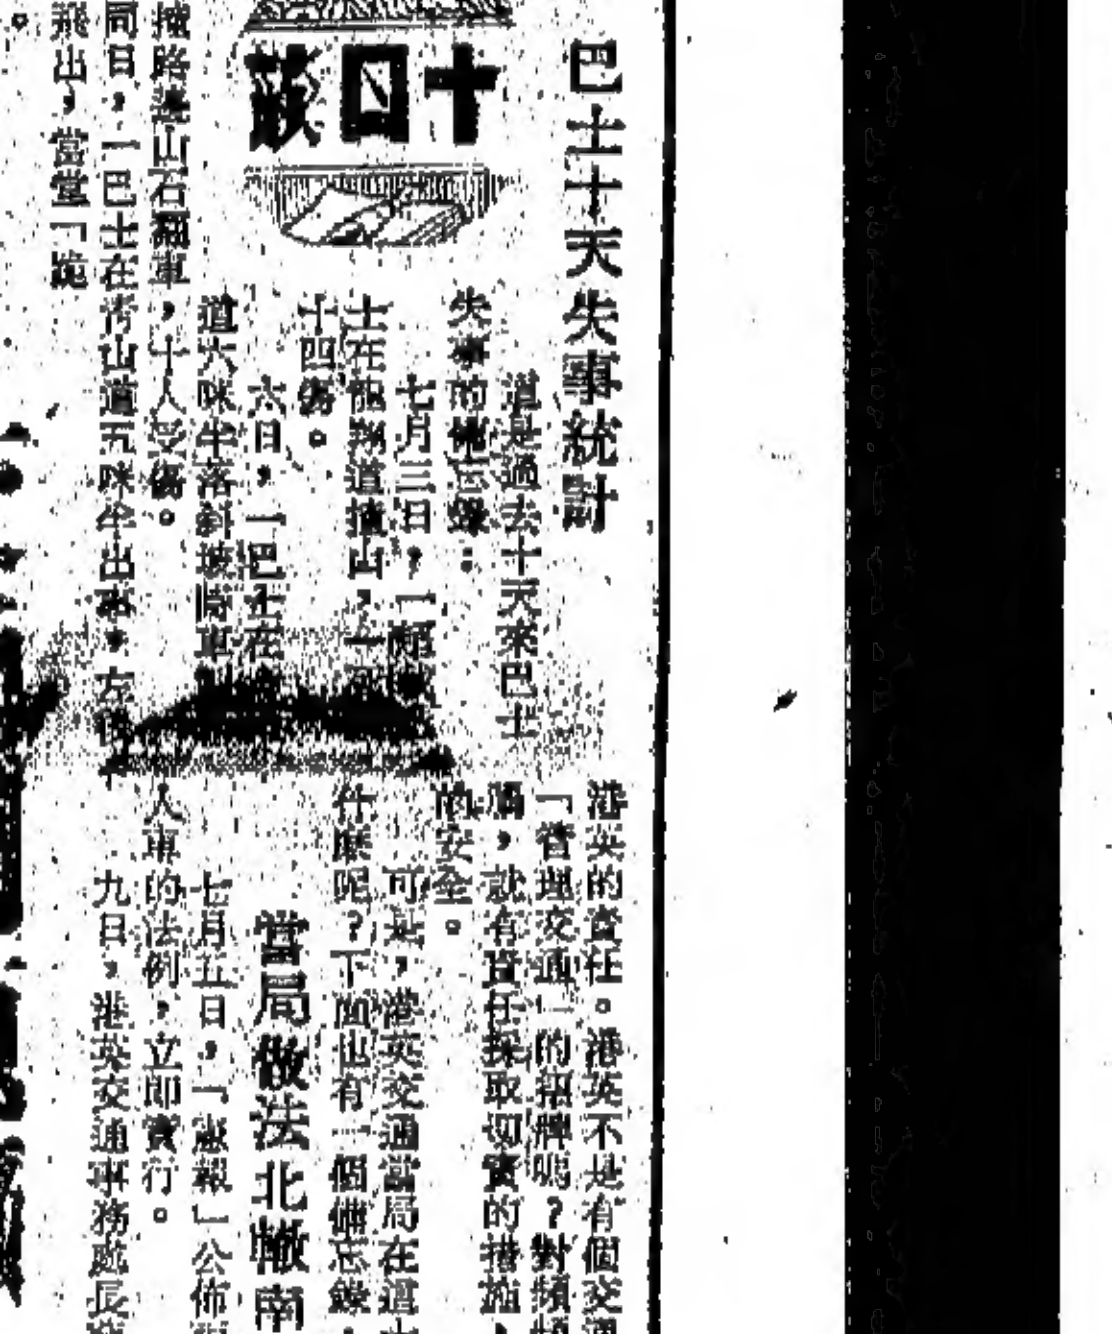 十日談
巴士十天失事統計
這是過去十天來巴士
失事的備忘錄：
七月三日，一輛
士在龍翔道撞山，一
十四傷。
六日，一巴士在
道六咪半落斜坡時車
撞路邊山石翻車，十人受傷。
同日，一巴士在青山道五咪半出事，左
飛出，當堂「跪
。
港英的責任。港英不是有個交通
「管理交通」的招牌嗎？對頻頻
禍，就有責任採取切實的措施，
的安全。
可是，港英交通當局在這十
什麼呢？下面也有一個備忘錄，
當局做法北轍南
七月五日，「憲報」公佈
人車的法例，立即實行。
九日，港英交通事務處長